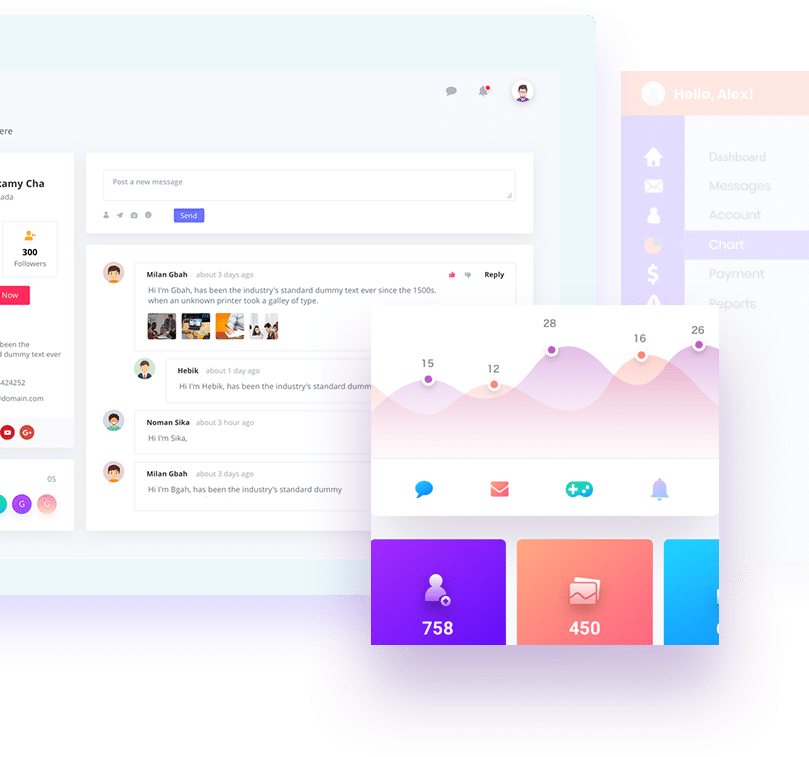 ere
xamy Cha
ada
300
Followers
Now
been the
d dummy text ever
424252
@domain.com
05
G
G
Post a new message
Send
Milan Gbah about 3 days ago Reply
Hi I'm Gbah, has been the industry's standard dummy text ever since the 1500s.
when an unknown printer took a galley of type.
Hebik about 1 day ago
Hi I'm Hebik, has been the industry's standard dumm
Noman Sika about 3 hour ago
Hi I'm Sika,
Milan Gbah about 3 days ago
Hi I'm Bgah, has been the industry's standard dummy
Hello, Alex!
Dashboard
Messages
Account
Chart
Payment
Reports
15
12
28
16
26
758
450